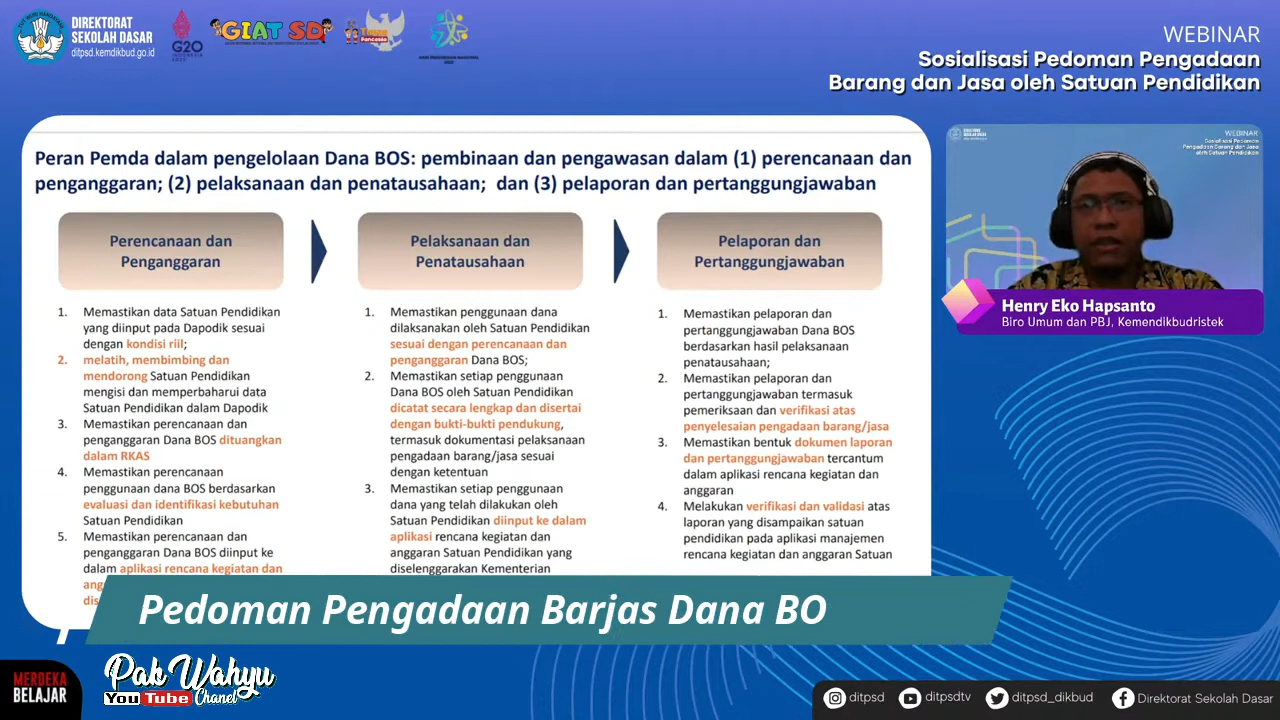 DIREKTORAT
SEKOLAH DASAR
ditpsd.kemdikbud.go.id
G20
INDONESIA
2022
GIAT SD
WEBINAR
Sosialisasi Pedoman Pengadaan
Barang dan Jasa oleh Satuan Pendidikan
Peran Pemda dalam pengelolaan Dana BOS: pembinaan dan pengawasan dalam (1) perencanaan dan
penganggaran; (2) pelaksanaan dan penatausahaan; dan (3) pelaporan dan pertanggungjawaban
Perencanaan dan
Penganggaran
1. Memastikan data Satuan Pendidikan
yang diinput pada Dapodik sesuai
dengan kondisi riil;
2. melatih, membimbing dan
mendorong Satuan Pendidikan
mengisi dan memperbaharui data
Satuan Pendidikan dalam Dapodik
3. Memastikan perencanaan dan
penganggaran Dana BOS dituangkan
dalam RKAS
4. Memastikan perencanaan
penggunaan dana BOS berdasarkan
evaluasi dan identifikasi kebutuhan
Satuan Pendidikan
5. Memastikan perencanaan dan
penganggaran Dana BOS diinput ke
dalam aplikasi rencana kegiatan dan
Pelaksanaan dan
Penatausahaan
1. Memastikan penggunaan dana
dilaksanakan oleh Satuan Pendidikan
sesuai dengan perencanaan dan
penganggaran Dana BOS;
2. Memastikan setiap penggunaan
Dana BOS oleh Satuan Pendidikan
dicatat secara lengkap dan disertai
dengan bukti-bukti pendukung,
termasuk dokumentasi pelaksanaan
pengadaan barang/jasa sesuai
dengan ketentuan
3. Memastikan setiap penggunaan
dana yang telah dilakukan oleh
Satuan Pendidikan diinput ke dalam
aplikasi rencana kegiatan dan
anggaran Satuan Pendidikan yang
diselenggarakan Kementerian
Pelaporan dan
Pertanggungjawaban
1. Memastikan pelaporan dan
pertanggungjawaban Dana BOS
berdasarkan hasil pelaksanaan
penatausahaan;
2. Memastikan pelaporan dan
pertanggungjawaban termasuk
pemeriksaan dan verifikasi atas
penyelesaian pengadaan barang/jasa
3. Memastikan bentuk dokumen laporan
dan pertanggungjawaban tercantum
dalam aplikasi rencana kegiatan dan
anggaran
4. Melakukan verifikasi dan validasi atas
laporan yang disampaikan satuan
pendidikan pada aplikasi manajemen
rencana kegiatan dan anggaran Satuan
WEBINAR
Sosialisasi Pedoman
Pengadaan Barang dan Jasa
oleh Satuan Pendidikan
Henry Eko Hapsanto
Biro Umum dan PBJ, Kemendikbudristek
Pedoman Pengadaan Barjas Dana BO
MERDEKA
BELAJAR
Pak Wahyu
YouTube Chanel
ditpsd
ditpsdtv
ditpsd_dikbud
Direktorat Sekolah Dasar